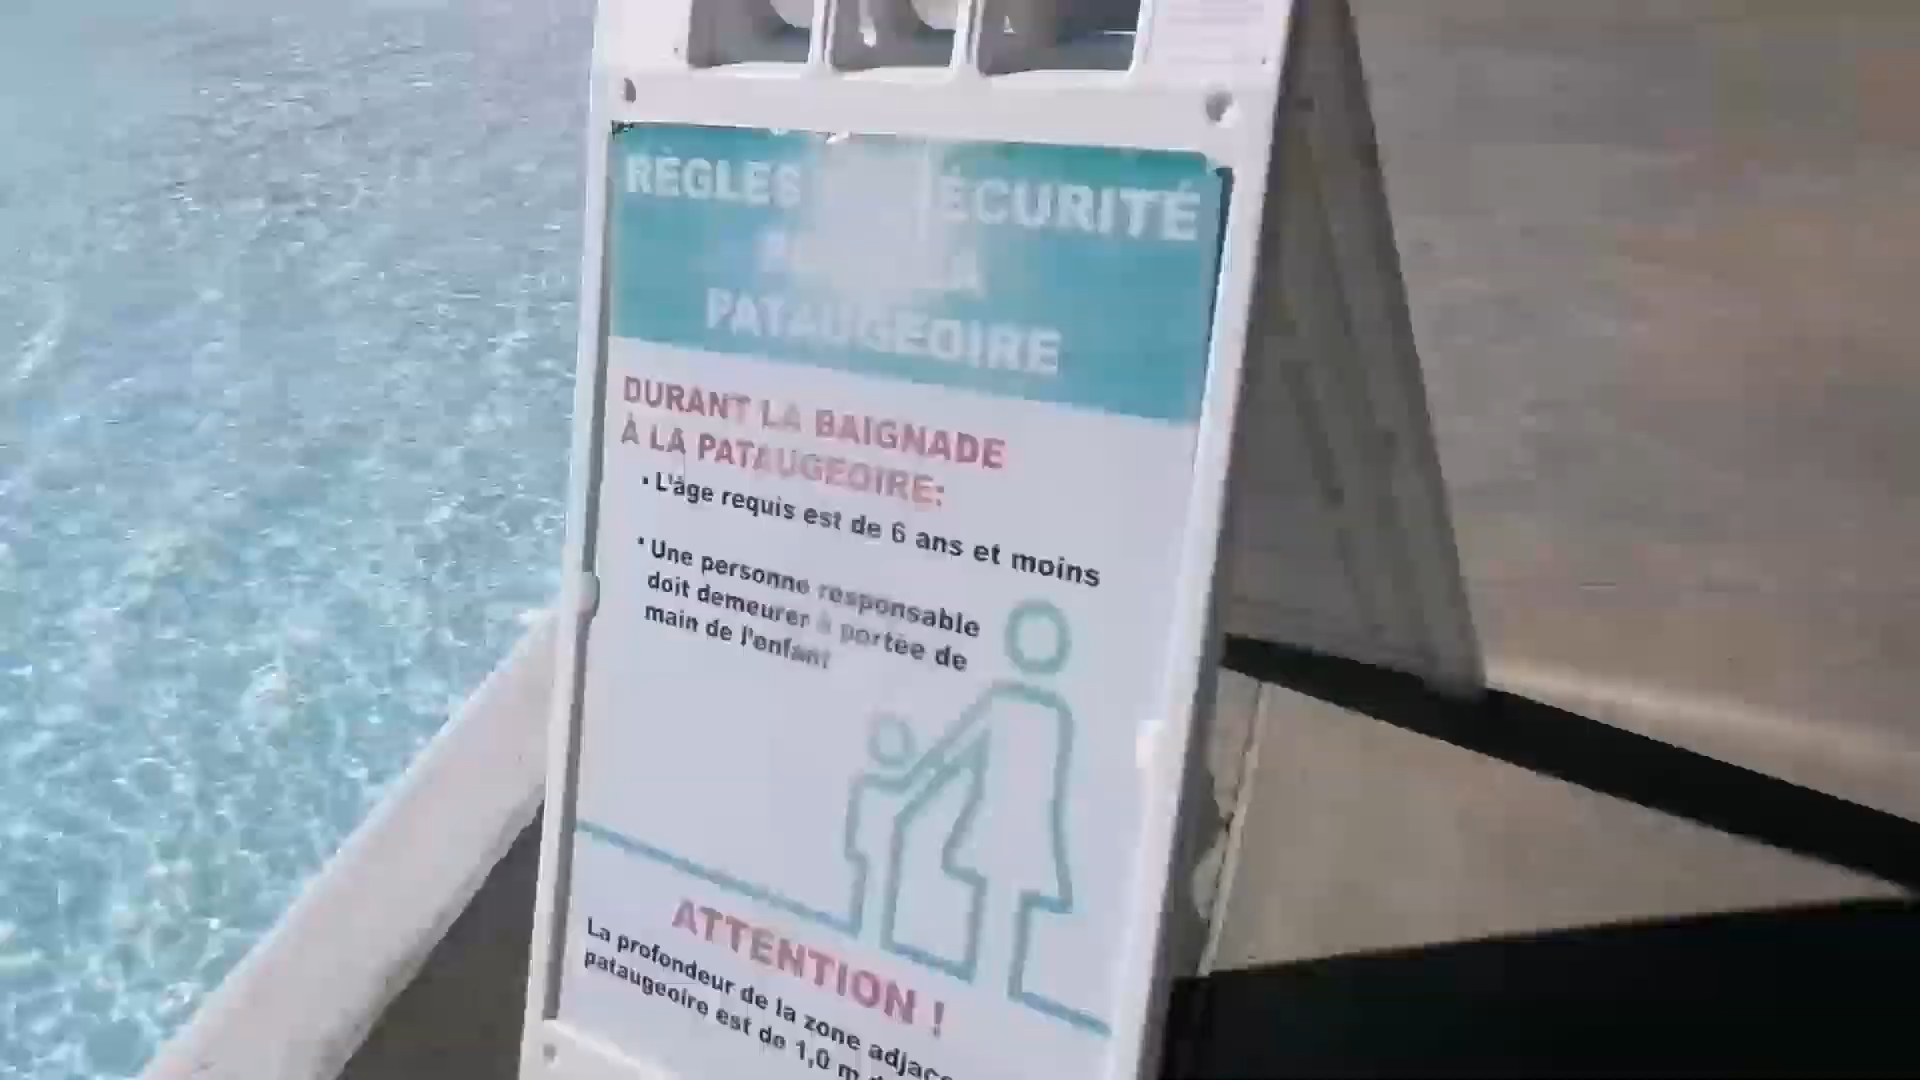 RÈGLES ÉCURITÉ
PATAUGEOIRE
DURANT LA BAIGNADE
À LA PATAUGEOIRE:
• L'âge requis est de 6 ans et moins
• Une personne responsable
doit demeurer à portée de
main de l'enfant
ATTENTION !
La profondeur de la zone adjac
pataugeoire est de 1,0 m